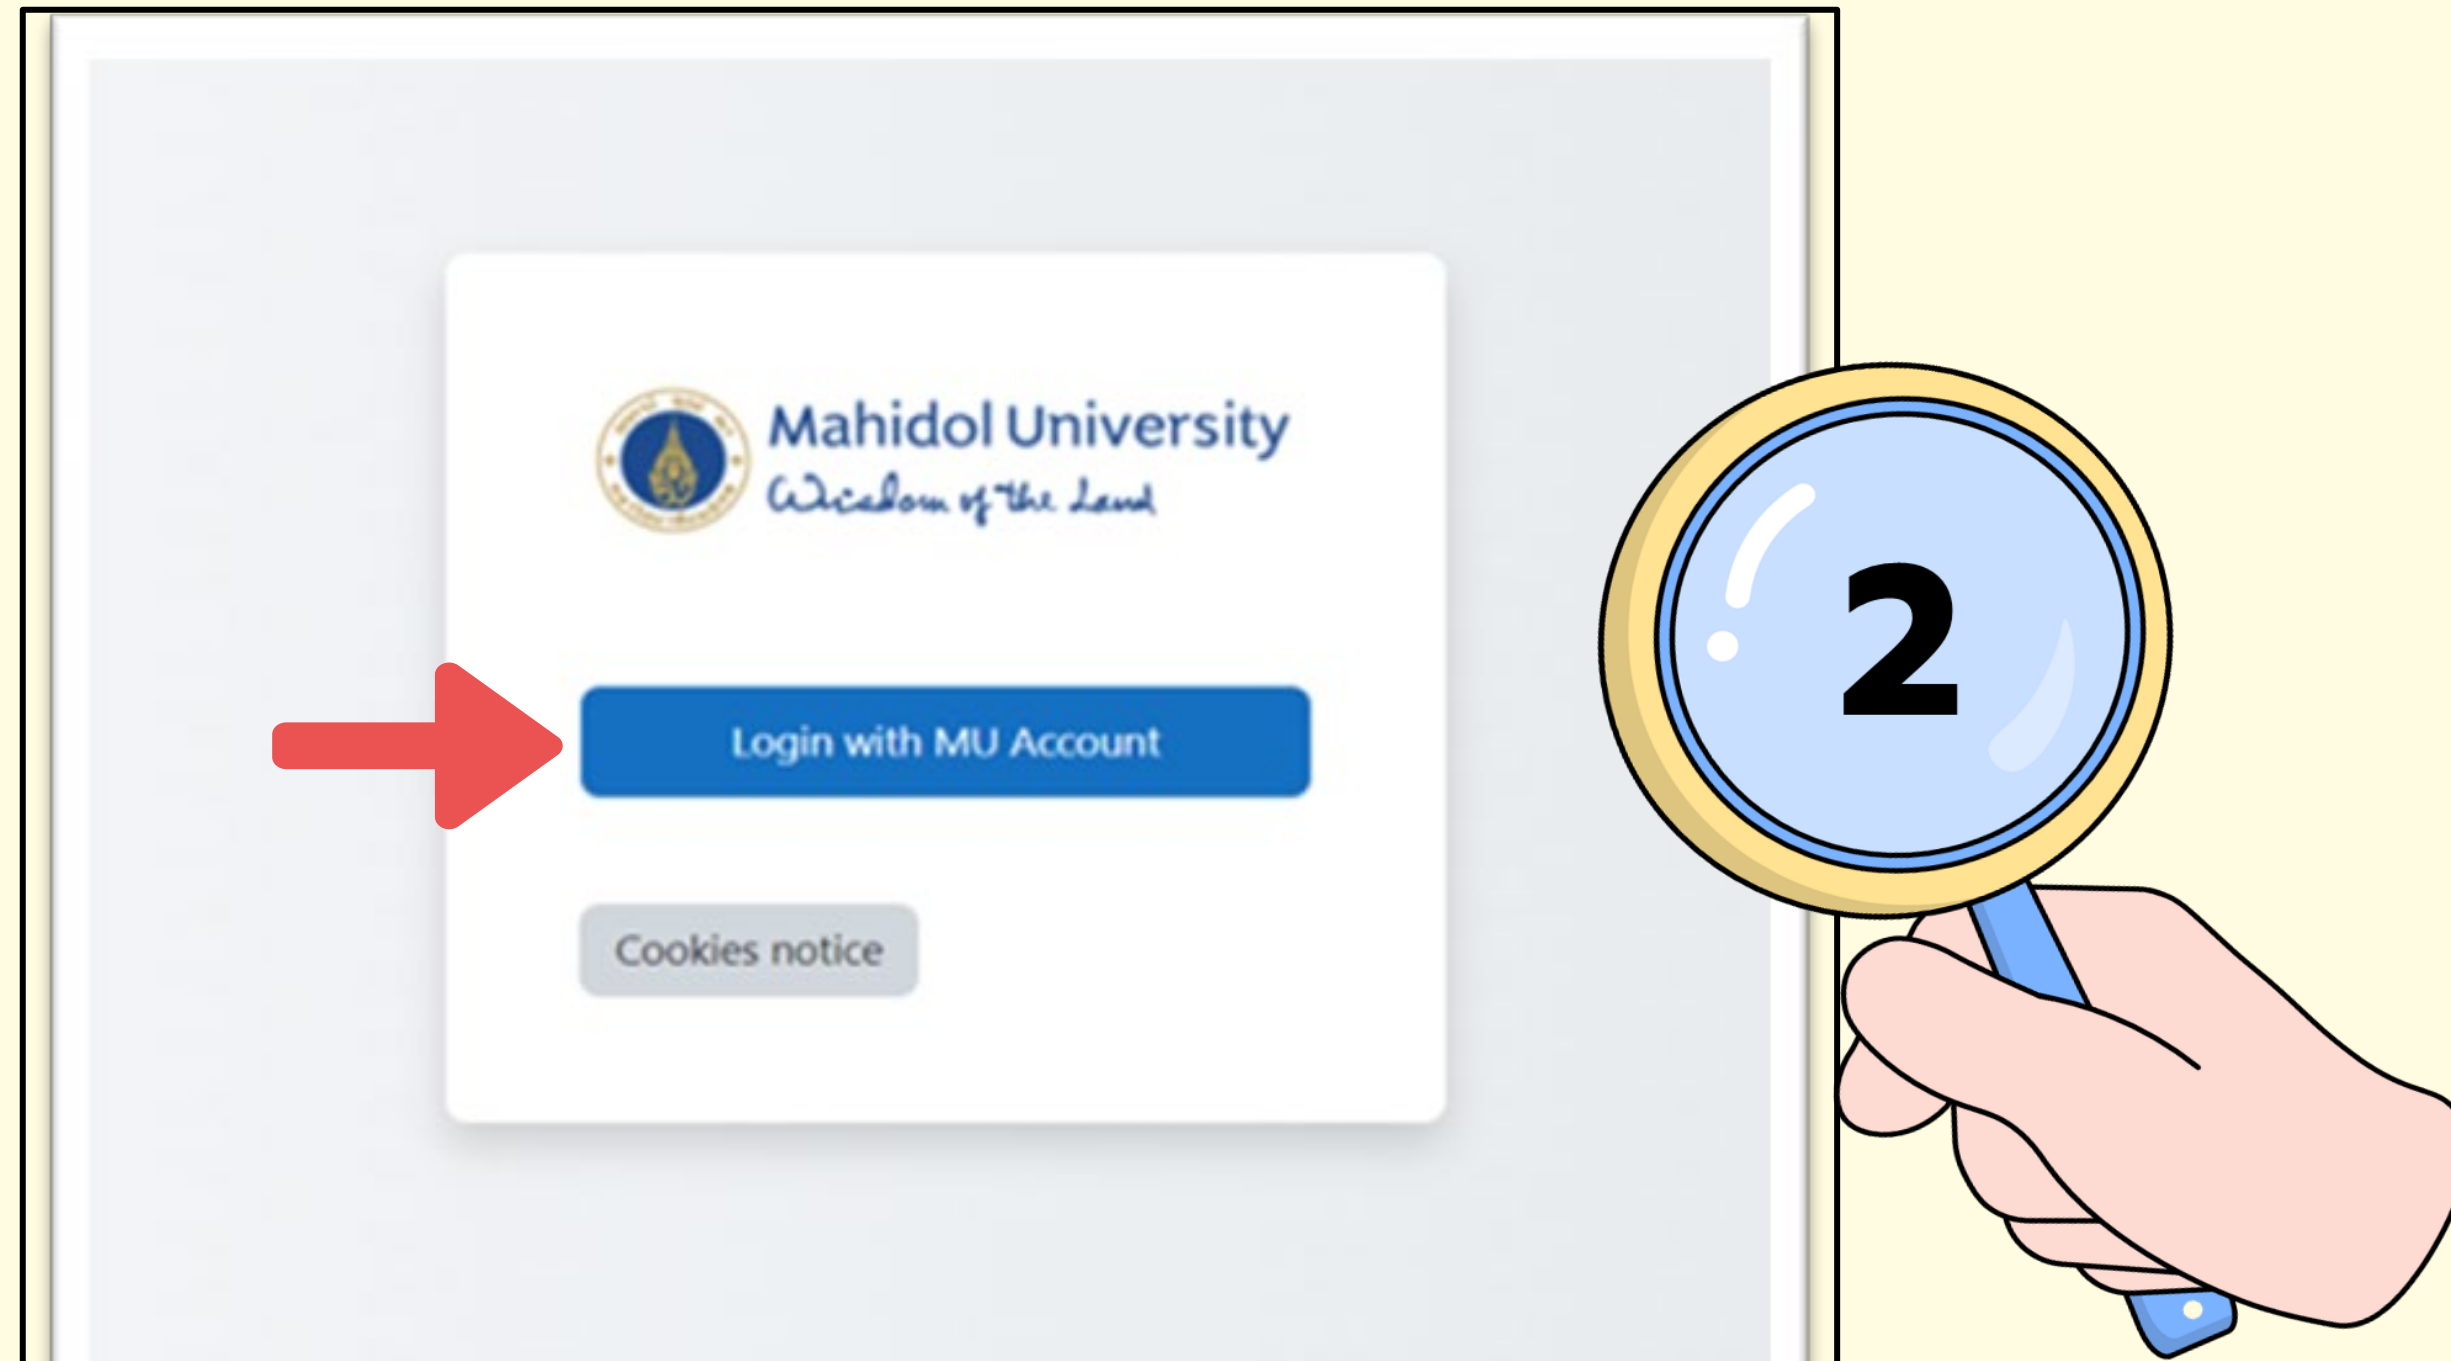 Mahidol University
Wisdom of the Land
Login with MU Account
Cookies notice
2